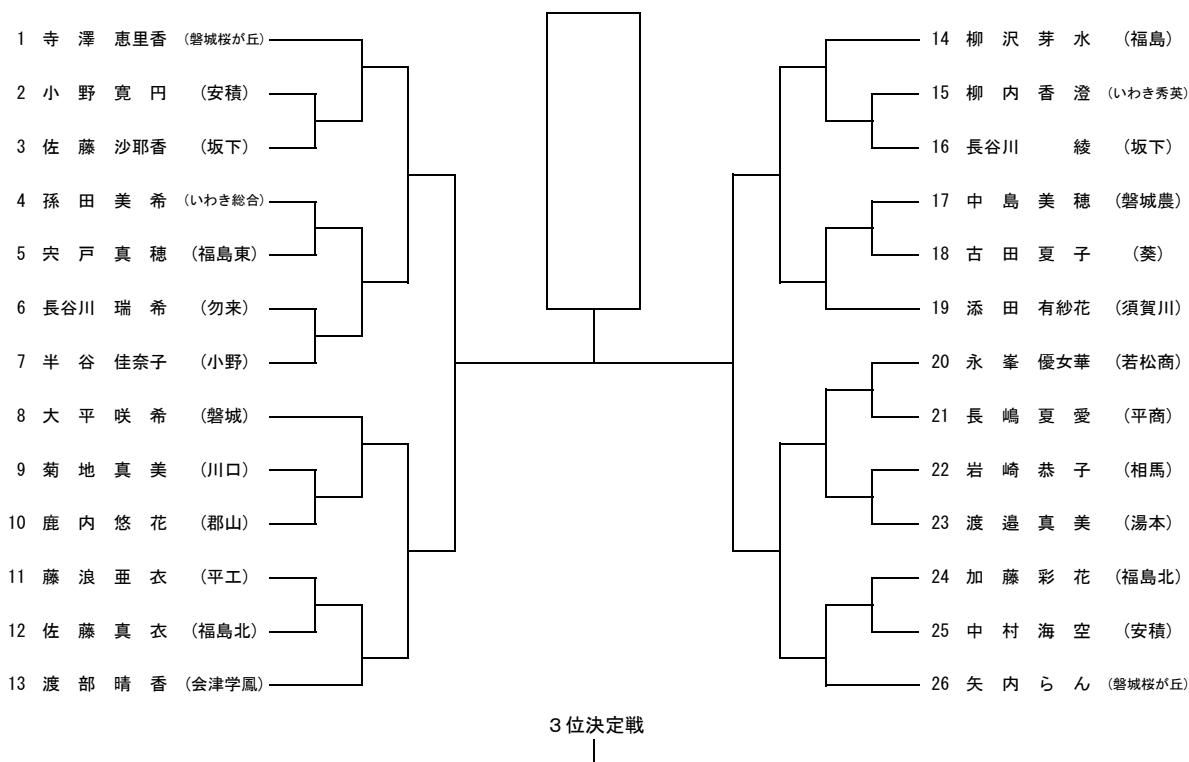 1 寺 澤 恵里香 (磐城桜が丘)
2 小 野 寛 円 (安積)
3 佐 藤 沙耶香 (坂下)
4 孫 田 美 希 (いわき総合)
5 宍 戸 真 穂 (福島東)
6 長谷川 瑞 希 (勿来)
7 半 谷 佳奈子 (小野)
8 大 平 咲 希 (磐城)
9 菊 地 真 美 (川口)
10 鹿 内 悠 花 (郡山)
11 藤 浪 亜 衣 (平工)
12 佐 藤 真 衣 (福島北)
13 渡 部 晴 香 (会津学鳳)
14 柳 沢 芽 水 (福島)
15 柳 内 香 澄 (いわき秀英)
16 長谷川 綾 (坂下)
17 中 島 美 穂 (磐城農)
18 古 田 夏 子 (葵)
19 添 田 有紗花 (須賀川)
20 永 峯 優女華 (若松商)
21 長 嶋 夏 愛 (平商)
22 岩 崎 恭 子 (相馬)
23 渡 邉 真 美 (湯本)
24 加 藤 彩 花 (福島北)
25 中 村 海 空 (安積)
26 矢 内 ら ん (磐城桜が丘)
３位決定戦